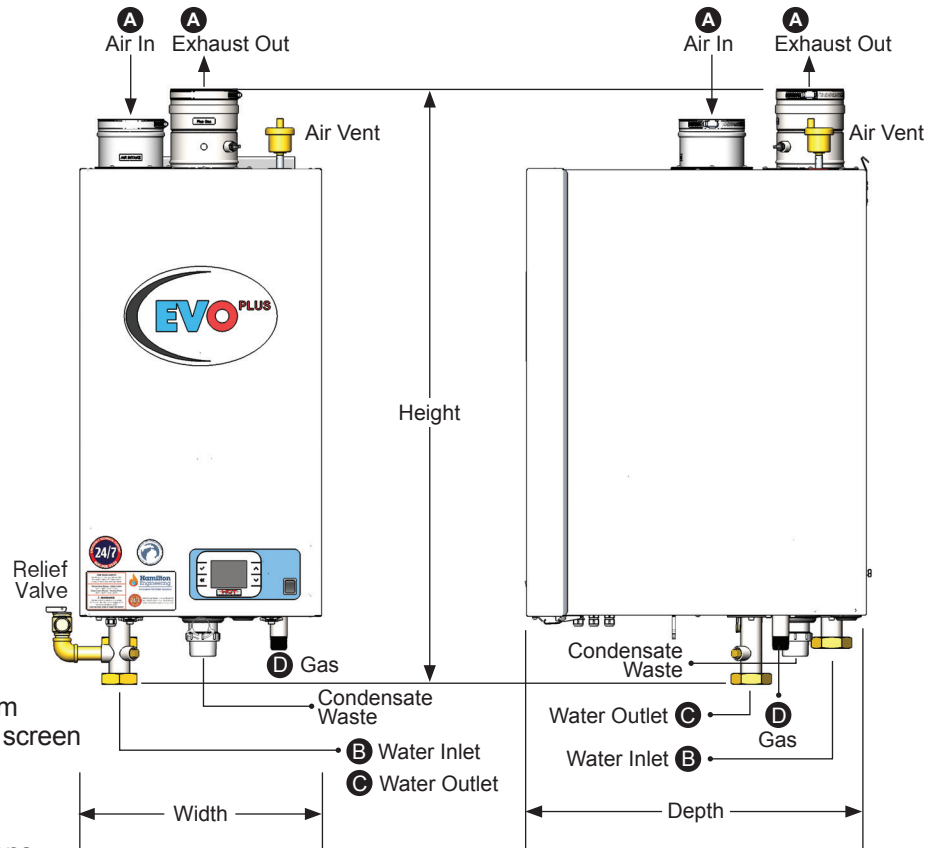 A
A
Air In
Exhaust Out
A
A
Air In
Exhaust Out
Air Vent
Air Vent
EVO PLUS
Height
24/7
Hamilton
Engineering
Relief
Valve
D Gas
Condensate
Waste
Condensate
Waste
Water Outlet C
D
Gas
Water Inlet B
B Water Inlet
C Water Outlet
m
screen
Width
Depth